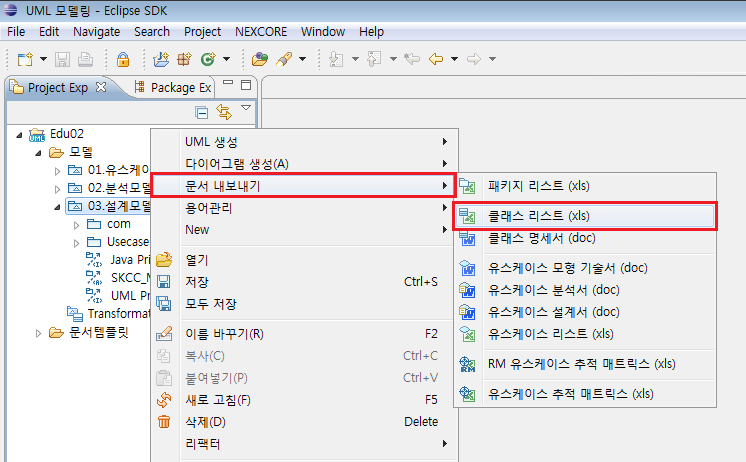 UML 모델링 - Eclipse SDK
File Edit Navigate Search Project NEXCORE Window Help
Project Exp Package Ex
Edu02
모델
01.유스케이
02.분석모델
03.설계모델
com
Usecase
Java Pri
SKCC_M
UML Pr
Transformat
문서템플릿
UML 생성
다이어그램 생성(A)
문서 내보내기
용어관리
New
열기
저장 Ctrl+S
모두 저장
이름 바꾸기(R) F2
복사(C) Ctrl+C
붙여넣기(P) Ctrl+V
새로 고침(F) F5
삭제(D) Delete
리팩터
패키지 리스트 (xls)
클래스 리스트 (xls)
클래스 명세서 (doc)
유스케이스 모형 기술서 (doc)
유스케이스 분석서 (doc)
유스케이스 설계서 (doc)
유스케이스 리스트 (xls)
RM 유스케이스 추적 매트릭스 (xls)
유스케이스 추적 매트릭스 (xls)